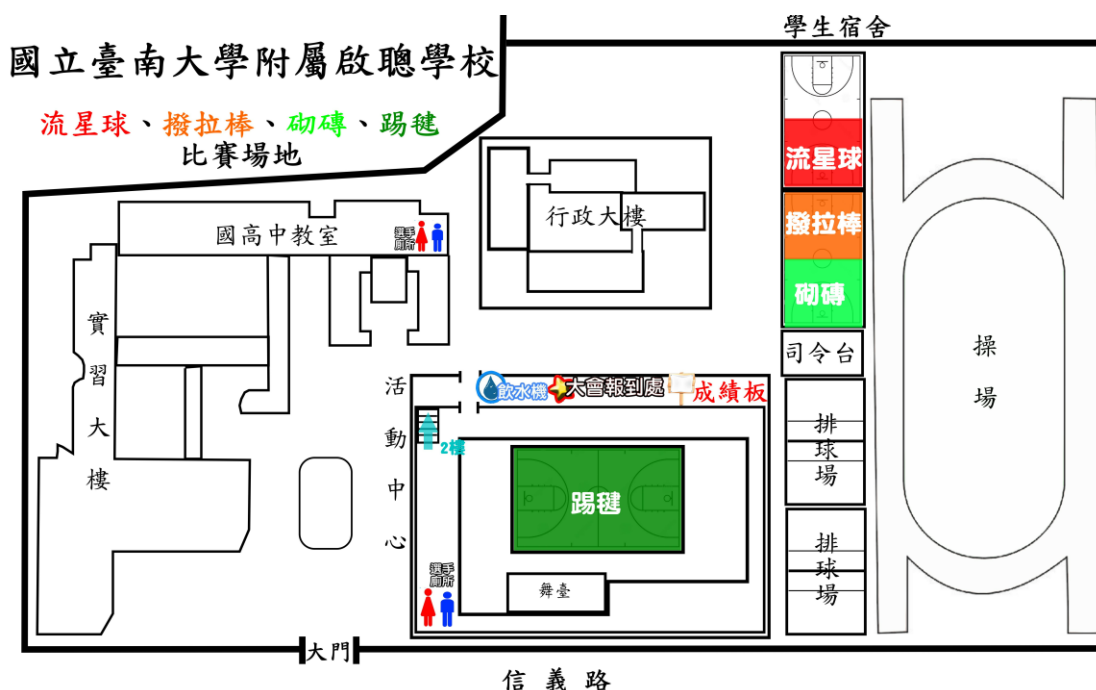 學生宿舍
國立臺南大學附屬啟聰學校
流星球、撥拉棒、砌磚、踢毽
比賽場地
流星球
撥拉棒
砌磚
行政大樓
國高中教室
選手
廁所
實習大樓
司令台
操場
活動中心
飲水機
大會報到處
成績板
2樓
排球場
踢毽
排球場
選手
廁所
舞臺
大門
信義路